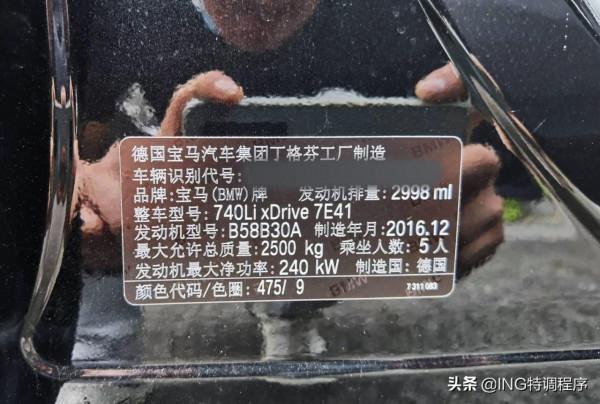 德国宝马汽车集团丁格芬工厂制造
车辆识别代号:
品牌:宝马(BMW)牌 发动机排量:2998 ml
整车型号:740Li xDrive 7E41
发动机型号:B58B30A 制造年月:2016.12
最大允许总质量:2500 kg 乘坐人数:5人
发动机最大净功率:240 kW 制造国:德国
颜色代码/色圈:475/ 9
7 311 083
头条 @ING特调程序